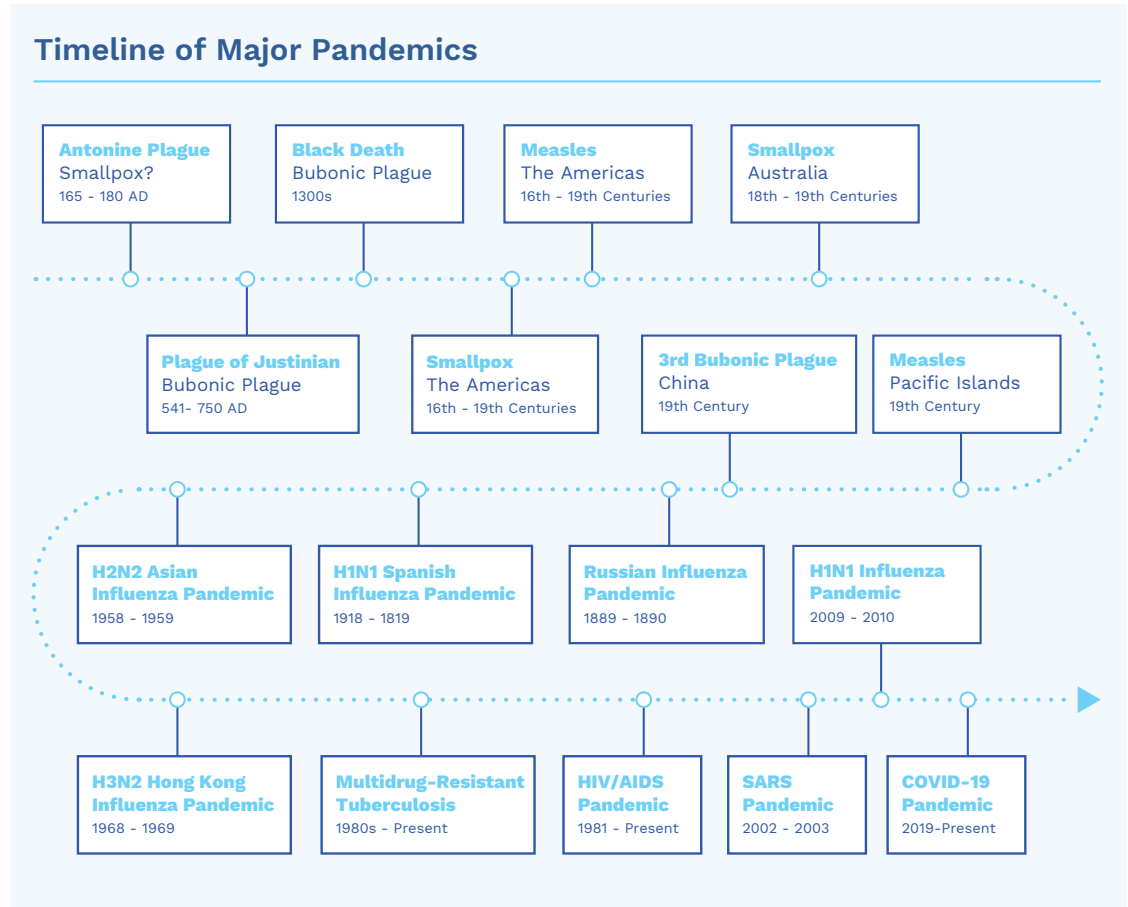 Timeline of Major Pandemics
Antonine Plague
Smallpox?
165 - 180 AD
Black Death
Bubonic Plague
1300s
Measles
The Americas
16th - 19th Centuries
Smallpox
Australia
18th - 19th Centuries
Plague of Justinian
Bubonic Plague
541- 750 AD
Smallpox
The Americas
16th - 19th Centuries
3rd Bubonic Plague
China
19th Century
Measles
Pacific Islands
19th Century
H2N2 Asian
Influenza Pandemic
1958 - 1959
H1N1 Spanish
Influenza Pandemic
1918 - 1819
Russian Influenza
Pandemic
1889 - 1890
H1N1 Influenza
Pandemic
2009 - 2010
H3N2 Hong Kong
Influenza Pandemic
1968 - 1969
Multidrug-Resistant
Tuberculosis
1980s - Present
HIV/AIDS
Pandemic
1981 - Present
SARS
Pandemic
2002 - 2003
COVID-19
Pandemic
2019-Present